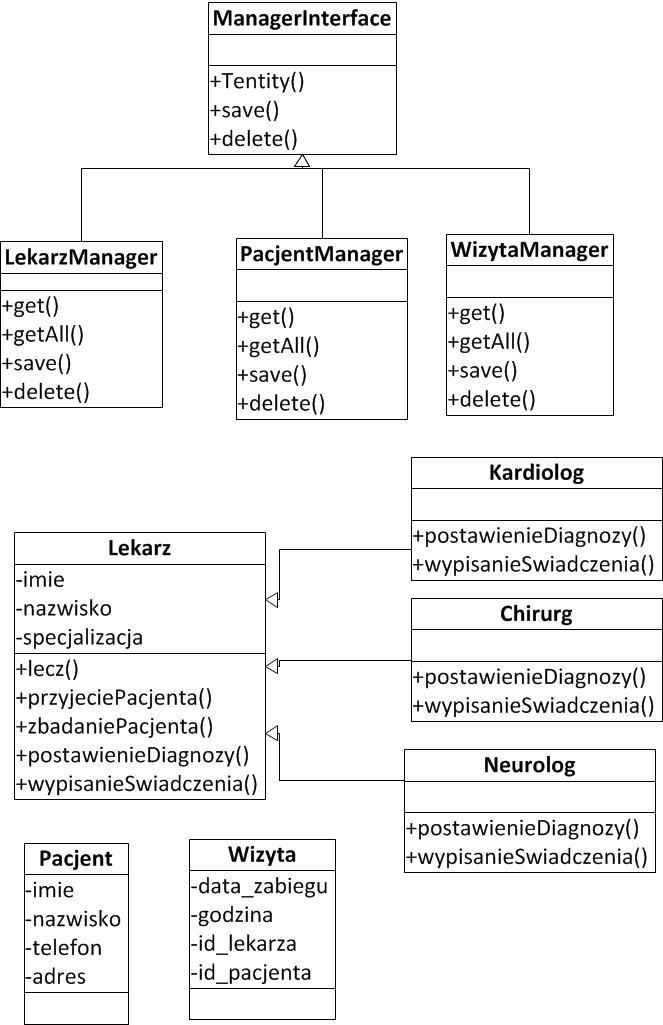 ManagerInterface
+Tentity()
+save()
+delete()
LekarzManager
+get()
+getAll()
+save()
+delete()
PacjentManager
+get()
+getAll()
+save()
+delete()
WizytaManager
+get()
+getAll()
+save()
+delete()
Lekarz
-imie
-nazwisko
-specjalizacja
+lecz()
+przyjeciePacjenta()
+zbadaniePacjenta()
+postawienieDiagnozy()
+wypisanieSwiadczenia()
Kardiolog
+postawienieDiagnozy()
+wypisanieSwiadczenia()
Chirurg
+postawienieDiagnozy()
+wypisanieSwiadczenia()
Neurolog
+postawienieDiagnozy()
+wypisanieSwiadczenia()
Pacjent
-imie
-nazwisko
-telefon
-adres
Wizyta
-data_zabiegu
-godzina
-id_lekarza
-id_pacjenta